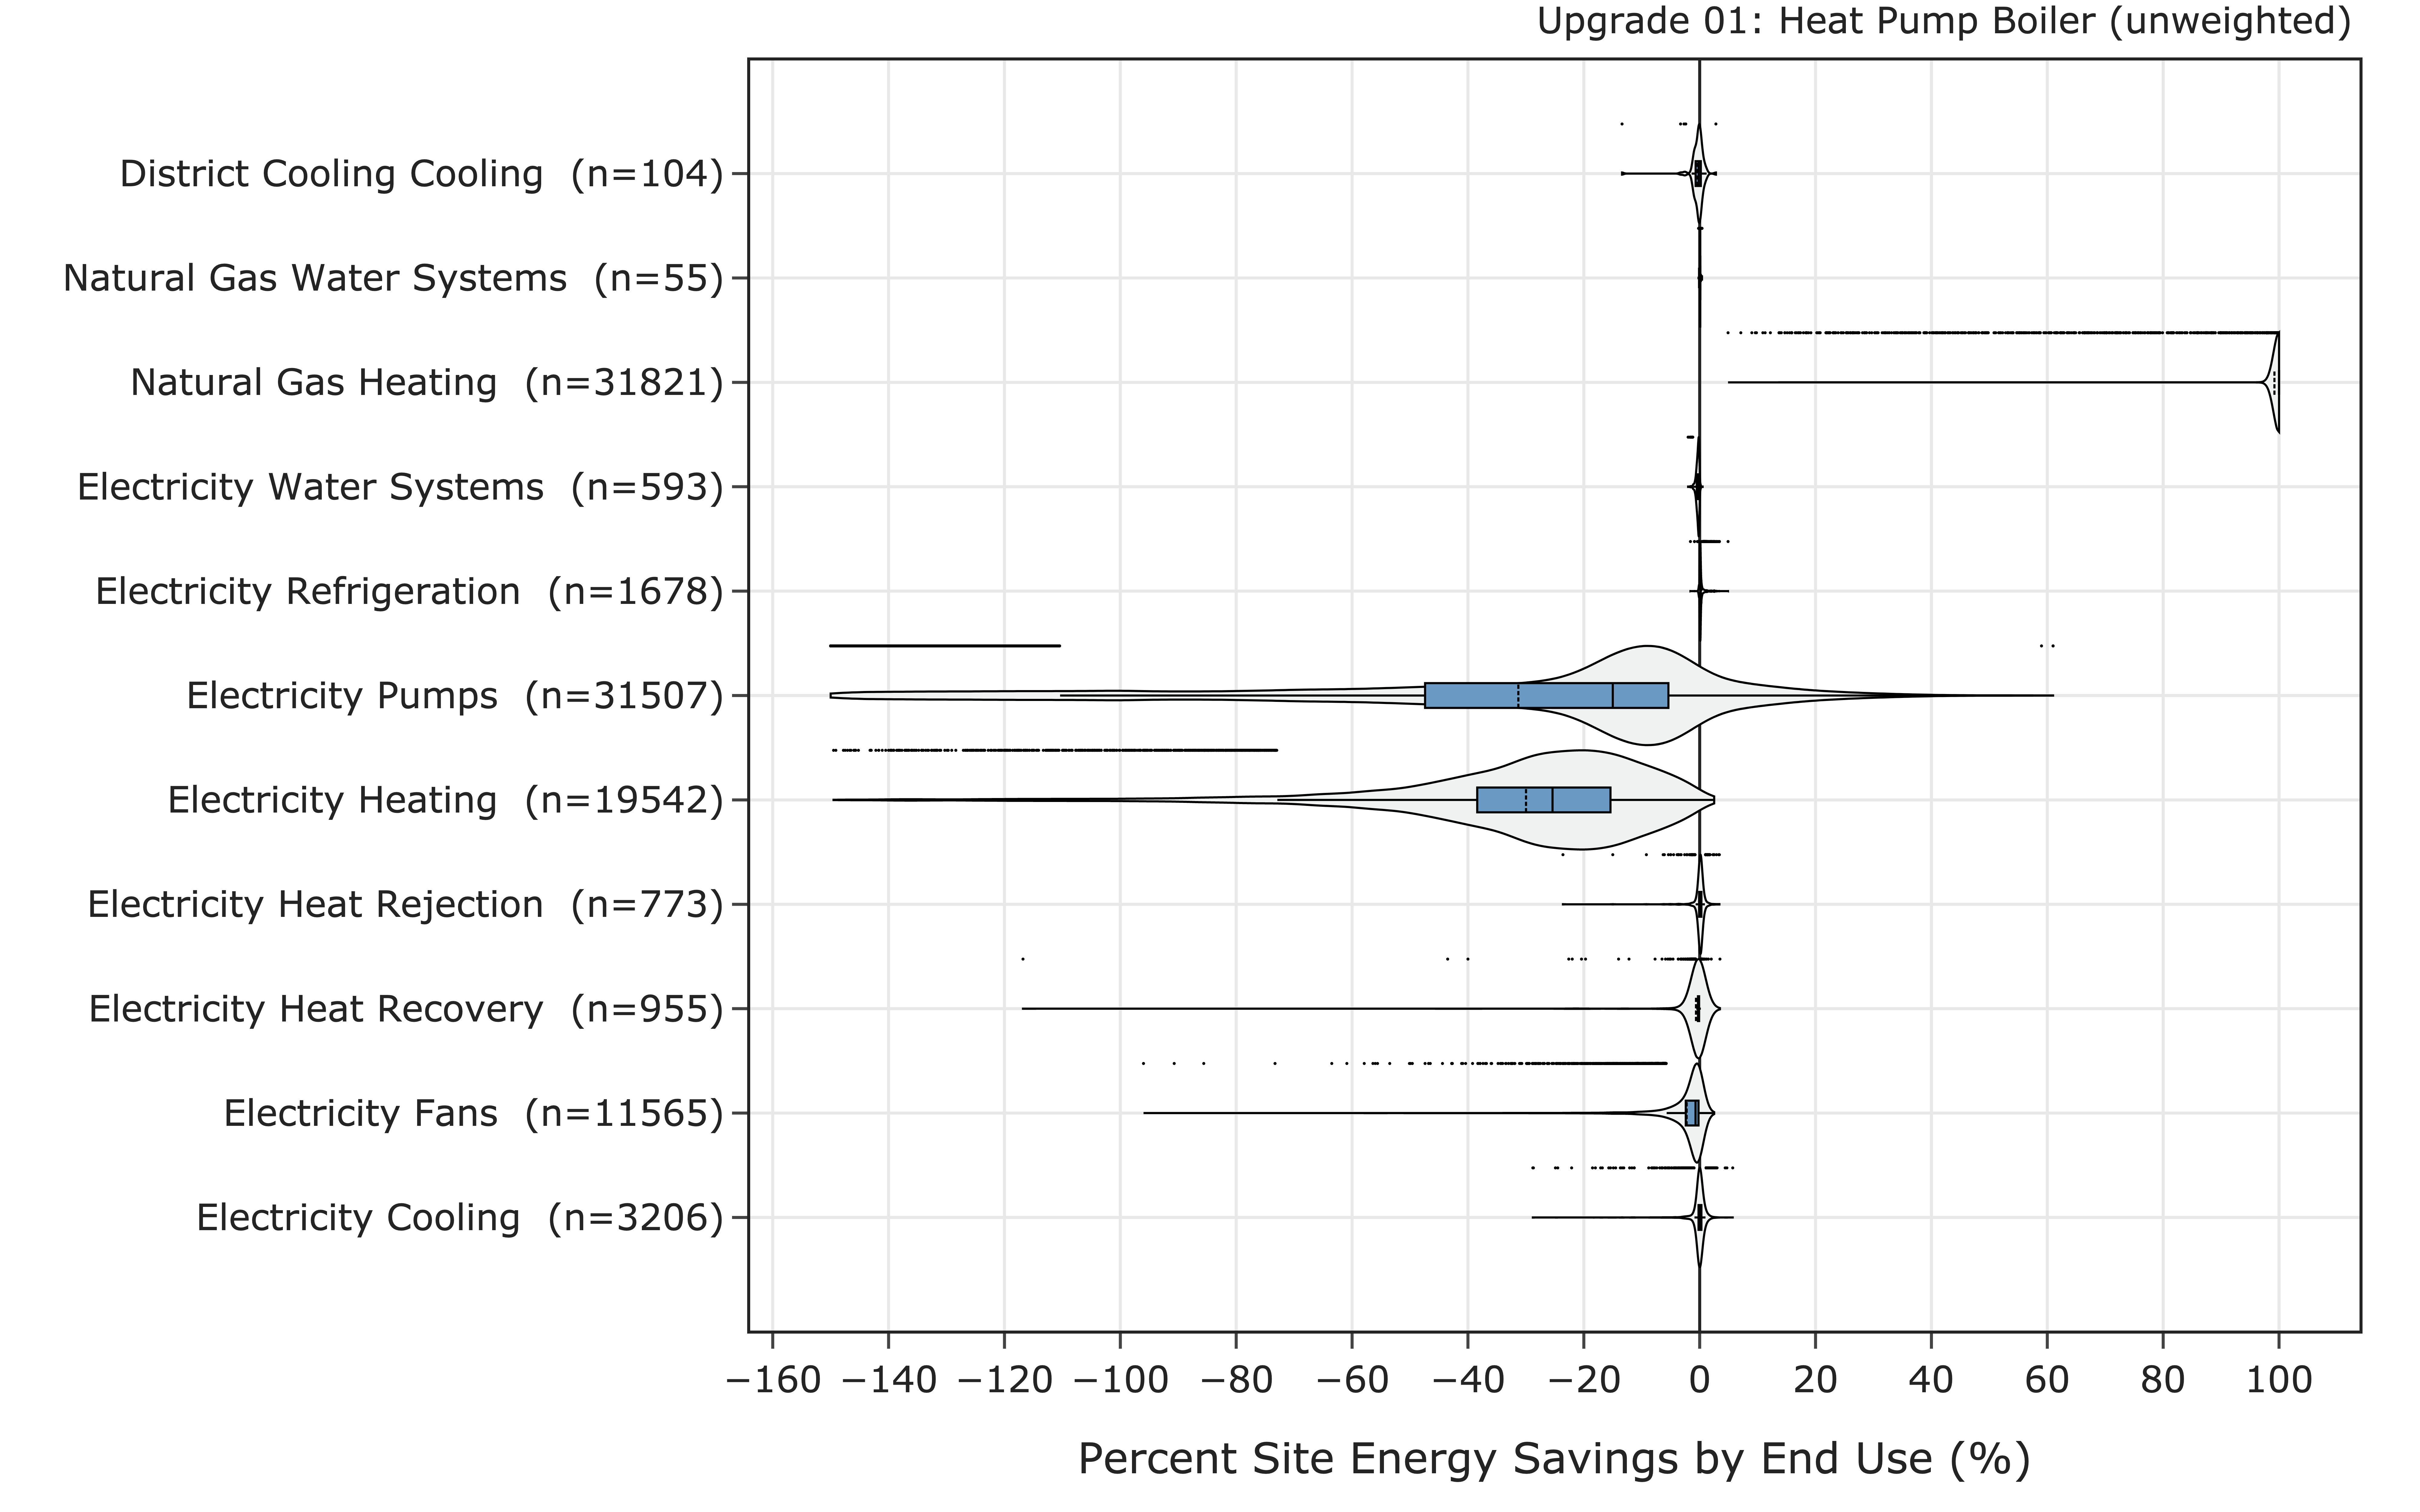 Upgrade 01: Heat Pump Boiler (unweighted)
District Cooling Cooling (n=104)
Natural Gas Water Systems (n=55)
Natural Gas Heating (n=31821)
Electricity Water Systems (n=593)
Electricity Refrigeration (n=1678)
Electricity Pumps (n=31507)
Electricity Heating (n=19542)
Electricity Heat Rejection (n=773)
Electricity Heat Recovery (n=955)
Electricity Fans (n=11565)
Electricity Cooling (n=3206)
−160 −140 −120 −100 −80 −60 −40 −20 0 20 40 60 80 100
Percent Site Energy Savings by End Use (%)